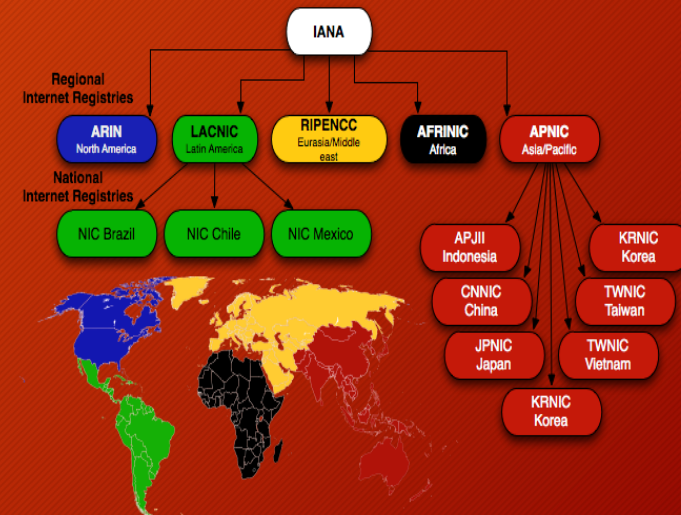 IANA
Regional
Internet Registries
ARIN
North America
LACNIC
Latin America
RIPENCC
Eurasia/Middle
east
AFRINIC
Africa
APNIC
Asia/Pacific
National
Internet Registries
NIC Brazil
NIC Chile
NIC Mexico
APJII
Indonesia
KRNIC
Korea
CNNIC
China
TWNIC
Taiwan
JPNIC
Japan
TWNIC
Vietnam
KRNIC
Korea